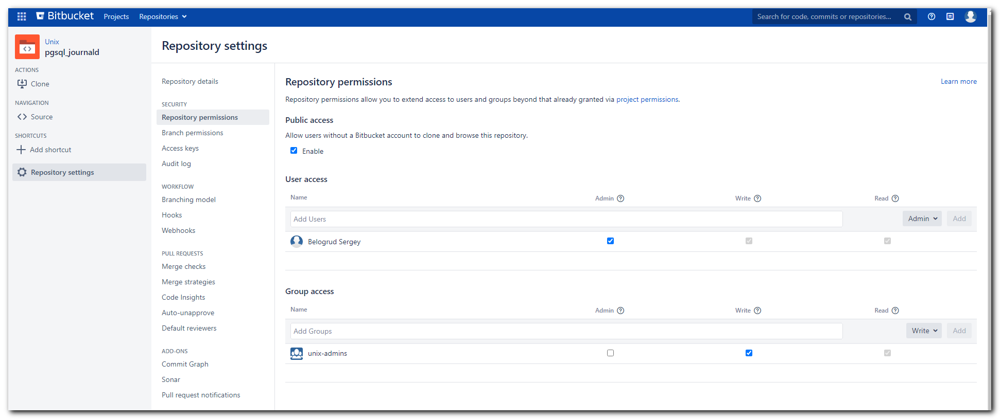 Bitbucket Projects Repositories Search for code, commits or repositories...
Unix
pgsql_journald
ACTIONS
Clone
NAVIGATION
Source
SHORTCUTS
Add shortcut
Repository settings
Repository settings
Repository details
SECURITY
Repository permissions
Branch permissions
Access keys
Audit log
WORKFLOW
Branching model
Hooks
Webhooks
PULL REQUESTS
Merge checks
Merge strategies
Code Insights
Auto-unapprove
Default reviewers
ADD-ONS
Commit Graph
Sonar
Pull request notifications
Repository permissions Learn more
Repository permissions allow you to extend access to users and groups beyond that already granted via project permissions.
Public access
Allow users without a Bitbucket account to clone and browse this repository.
Enable
User access
Name Admin Write Read
Add Users Admin Add
Belogrud Sergey
Group access
Name Admin Write Read
Add Groups Write Add
unix-admins